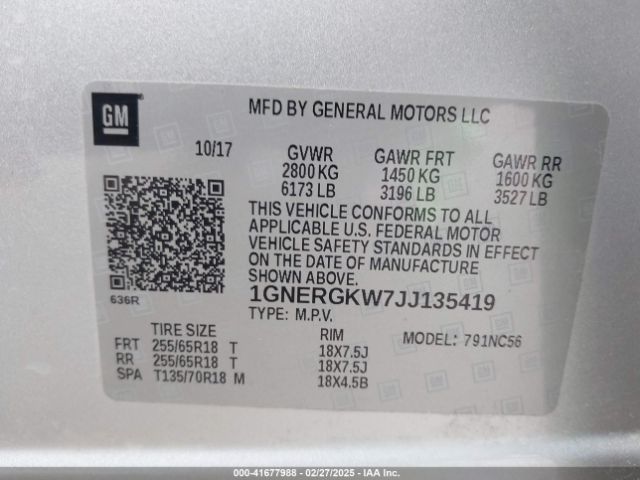 GM
MFD BY GENERAL MOTORS LLC
10/17
GVWR GAWR FRT GAWR RR
2800 KG 1450 KG 1600 KG
6173 LB 3196 LB 3527 LB
THIS VEHICLE CONFORMS TO ALL
APPLICABLE U.S. FEDERAL MOTOR
VEHICLE SAFETY STANDARDS IN EFFECT
ON THE DATE OF MANUFACTURE
SHOWN ABOVE.
636R
1GNERGKW7JJ135419
TYPE: M.P.V.
TIRE SIZE RIM MODEL: 791NC56
FRT 255/65R18 T 18X7.5J
RR 255/65R18 T 18X7.5J
SPA T135/70R18 M 18X4.5B
000-41677988 - 02/27/2025 - IAA Inc.